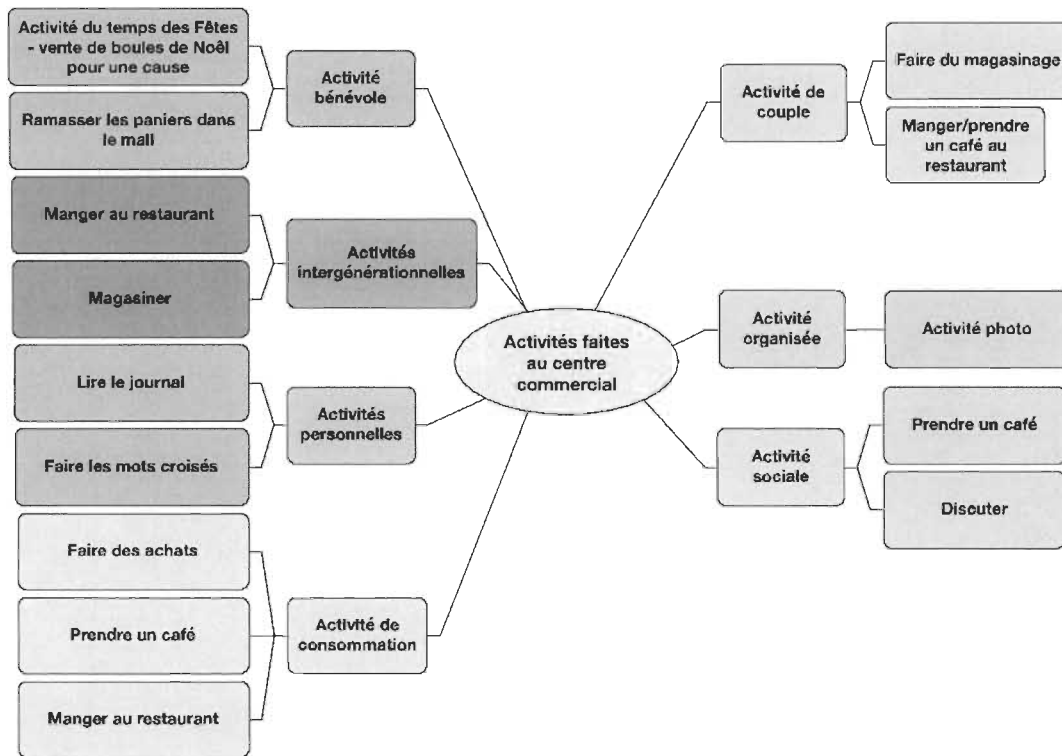 Activité du temps des Fêtes
- vente de boules de Noêl
pour une cause
Ramasser les paniers dans
le mall
Activité
bénévole
Manger au restaurant
Magasiner
Activités
intergénérationnelles
Lire le journal
Faire les mots croisés
Activités
personnelles
Faire des achats
Prendre un café
Manger au restaurant
Activité de
consommation
Activités faites
au centre
commercial
Activité de
couple
Faire du magasinage
Manger/prendre
un café au
restaurant
Activité
organisée
Activité photo
Activité
sociale
Prendre un café
Discuter